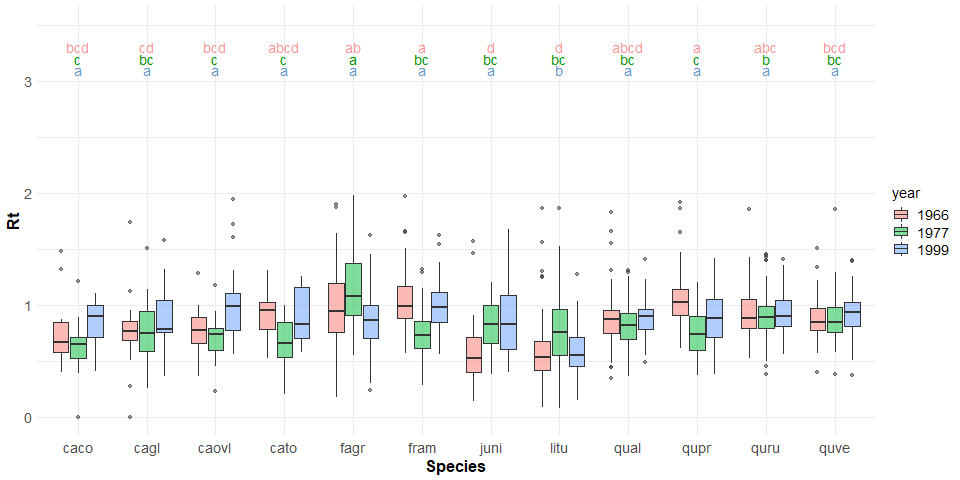 bcd cd bcd abcd ab a d d abcd a abc bcd
c bc c c a bc bc bc bc c b bc
a a a a a a a b a a a a
3
2
1
0
Rt
caco cagl caovl cato fagr fram juni litu qual qupr quru quve
Species
year
1966
1977
1999